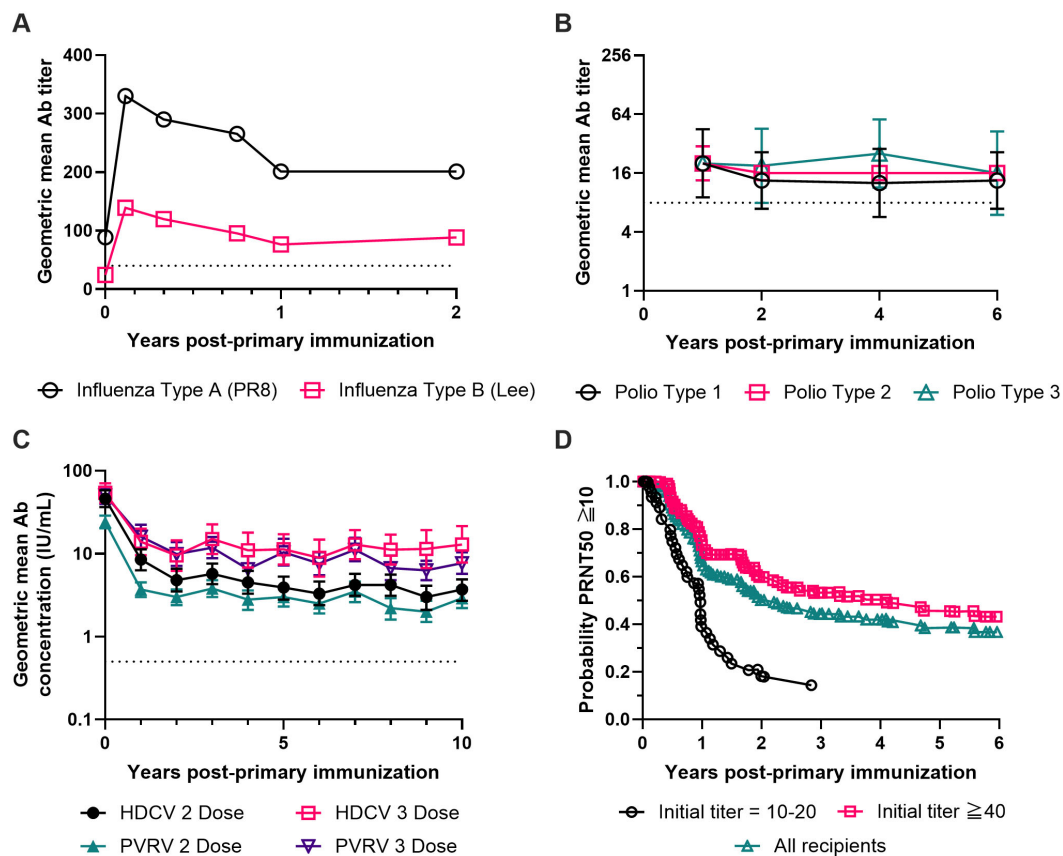 A
Geometric mean Ab titer
400
300
200
100
0
0
1
2
Years post-primary immunization
Influenza Type A (PR8)
Influenza Type B (Lee)
B
Geometric mean Ab titer
256
64
16
4
1
0
2
4
6
Years post-primary immunization
Polio Type 1
Polio Type 2
Polio Type 3
C
Geometric mean Ab
concentration (IU/mL)
100
10
1
0.1
0
5
10
Years post-primary immunization
HDCV 2 Dose
HDCV 3 Dose
PVRV 2 Dose
PVRV 3 Dose
D
Probability PRNT50 ≧10
1.0
0.8
0.6
0.4
0.2
0.0
0
1
2
3
4
5
6
Years post-primary immunization
Initial titer = 10-20
Initial titer ≧40
All recipients